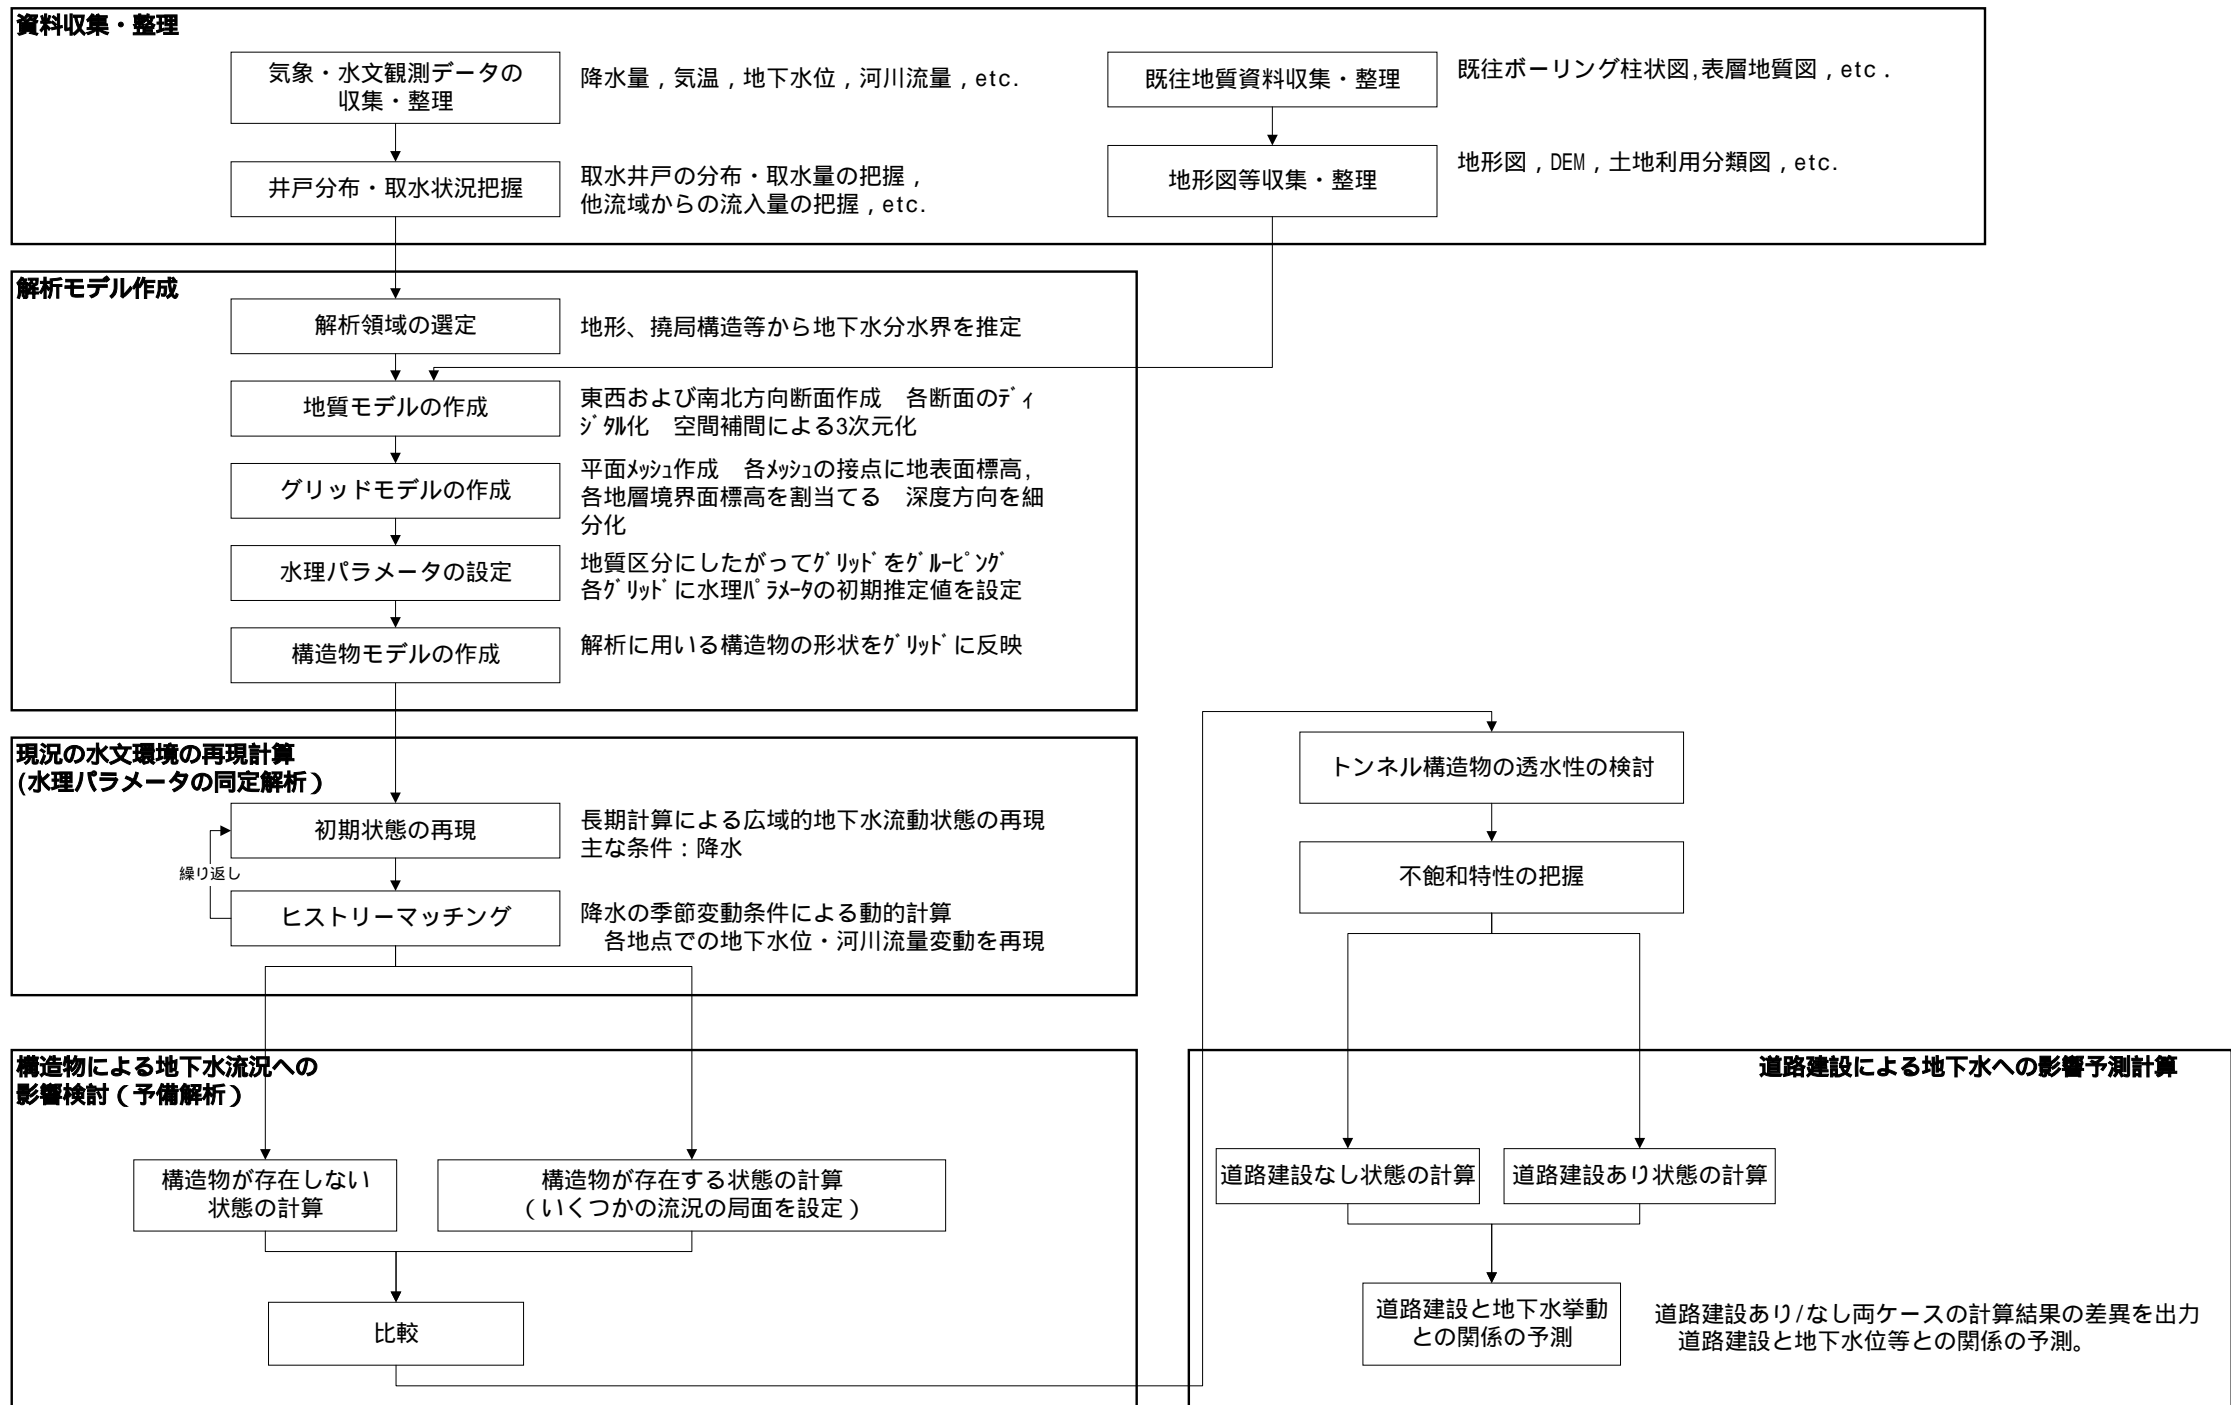 資料収集・整理
気象・水文観測データの
収集・整理
降水量，気温，地下水位，河川流量，etc.
井戸分布・取水状況把握
取水井戸の分布・取水量の把握，
他流域からの流入量の把握，etc.
既往地質資料収集・整理
既往ボーリング柱状図,表層地質図，etc．
地形図等収集・整理
地形図，DEM，土地利用分類図，etc.
解析モデル作成
解析領域の選定
地形、撓局構造等から地下水分水界を推定
地質モデルの作成
東西および南北方向断面作成　各断面のﾃﾞｨ
ｼﾞﾀﾙ化　空間補間による3次元化
グリッドモデルの作成
平面ﾒｯｼｭ作成　各ﾒｯｼｭの接点に地表面標高，
各地層境界面標高を割当てる　深度方向を細
分化
水理パラメータの設定
地質区分にしたがってｸﾞﾘｯﾄﾞをｸﾞﾙｰﾋﾟﾝｸﾞ
各ｸﾞﾘｯﾄﾞに水理ﾊﾟﾗﾒｰﾀの初期推定値を設定
構造物モデルの作成
解析に用いる構造物の形状をｸﾞﾘｯﾄﾞに反映
現況の水文環境の再現計算
(水理パラメータの同定解析）
初期状態の再現
長期計算による広域的地下水流動状態の再現
主な条件：降水
繰り返し
ヒストリーマッチング
降水の季節変動条件による動的計算
各地点での地下水位・河川流量変動を再現
構造物による地下水流況への
影響検討（予備解析）
構造物が存在しない
状態の計算
構造物が存在する状態の計算
（いくつかの流況の局面を設定）
比較
トンネル構造物の透水性の検討
不飽和特性の把握
道路建設による地下水への影響予測計算
道路建設なし状態の計算
道路建設あり状態の計算
道路建設と地下水挙動
との関係の予測
道路建設あり/なし両ケースの計算結果の差異を出力
道路建設と地下水位等との関係の予測。